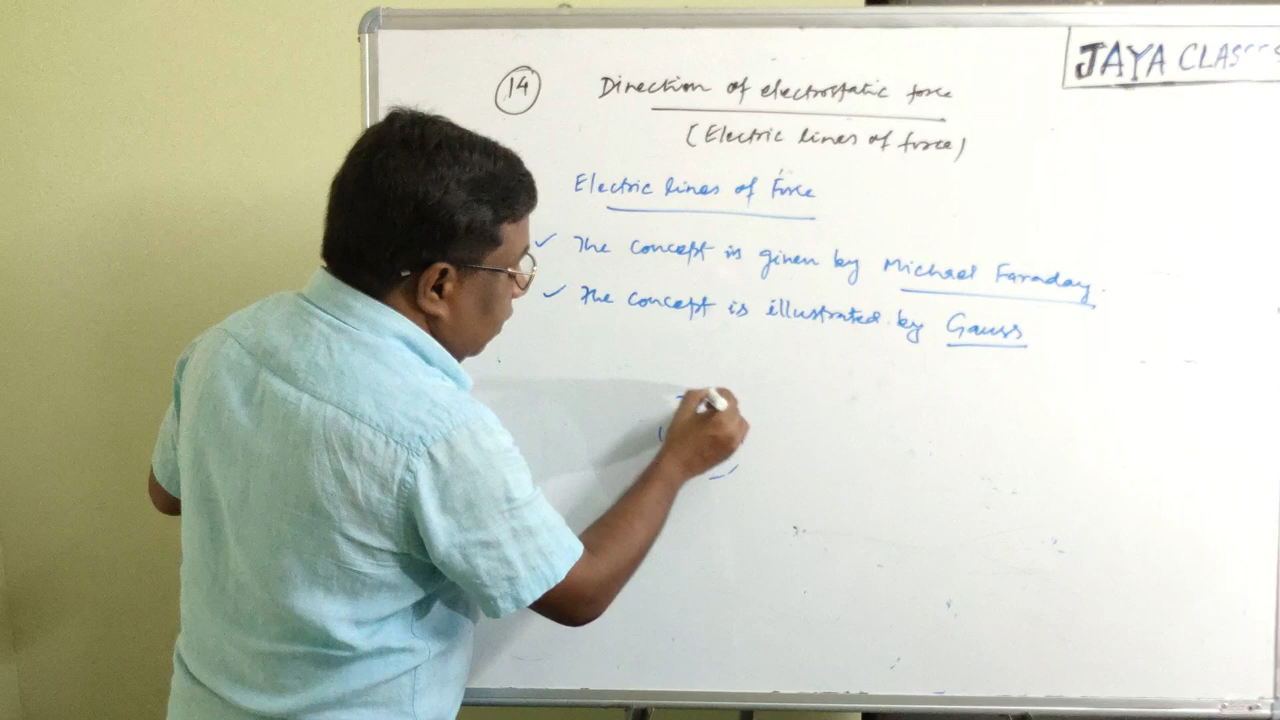 JAYA CLASSES
14 Direction of electrostatic force
(Electric lines of force)
Electric lines of Force
✓ The concept is given by Michael Faraday.
✓ The concept is illustrated by Gauss